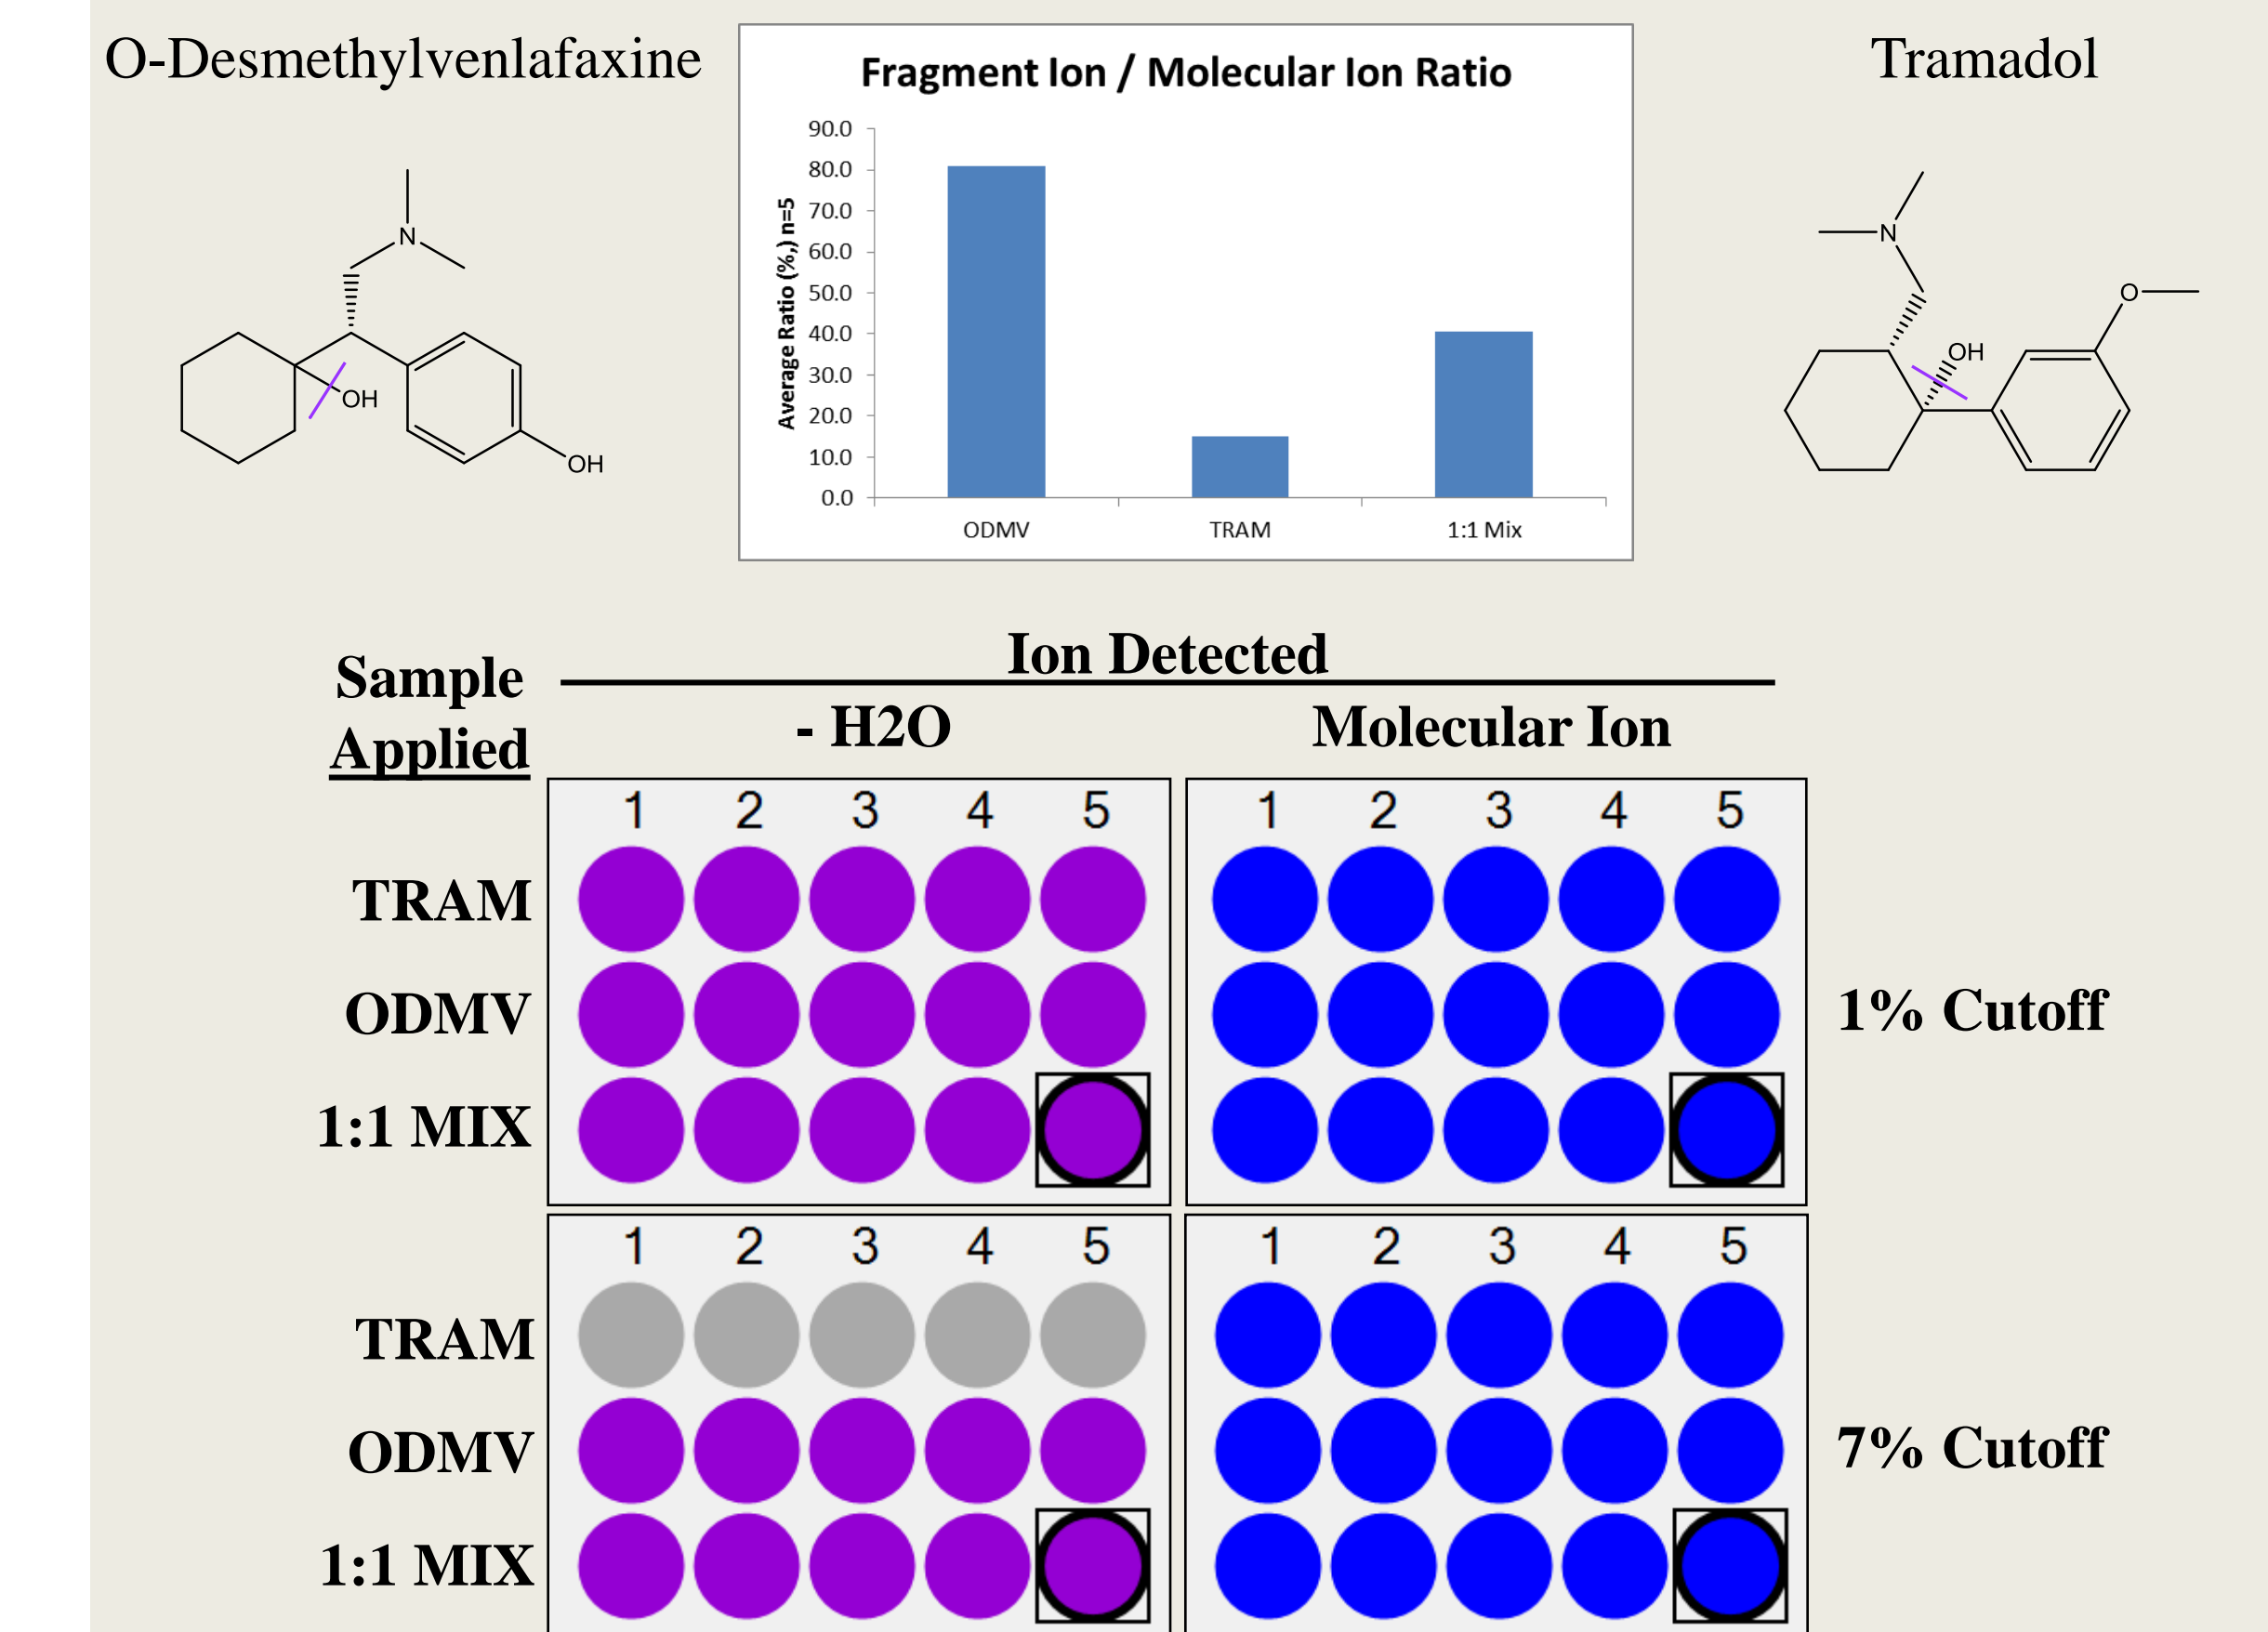 O-Desmethylvenlafaxine
Tramadol
Fragment Ion / Molecular Ion Ratio
Average Ratio (%,) n=5
90.0
80.0
70.0
60.0
50.0
40.0
30.0
20.0
10.0
0.0
ODMV TRAM 1:1 Mix
N
OH
OH
N
OH
O
Sample
Applied
Ion Detected
- H2O Molecular Ion
1 2 3 4 5 1 2 3 4 5
TRAM
ODMV
1:1 MIX
1% Cutoff
1 2 3 4 5 1 2 3 4 5
TRAM
ODMV
1:1 MIX
7% Cutoff